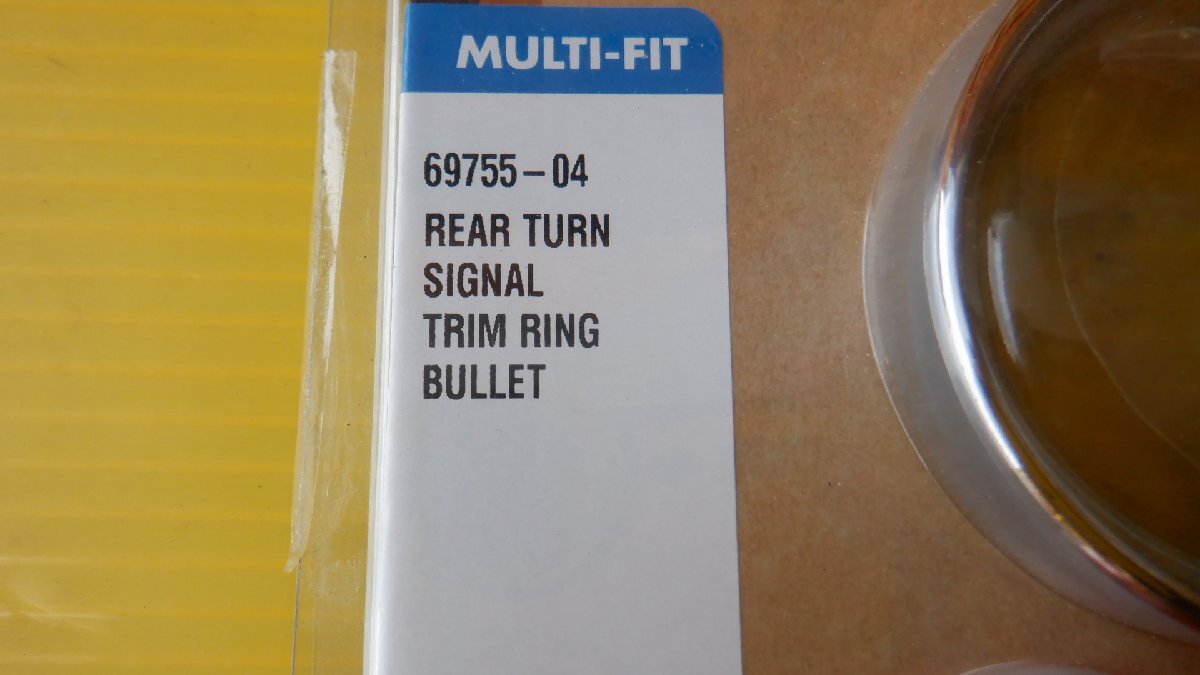 MULTI-FIT
69755-04
REAR TURN
SIGNAL
TRIM RING
BULLET